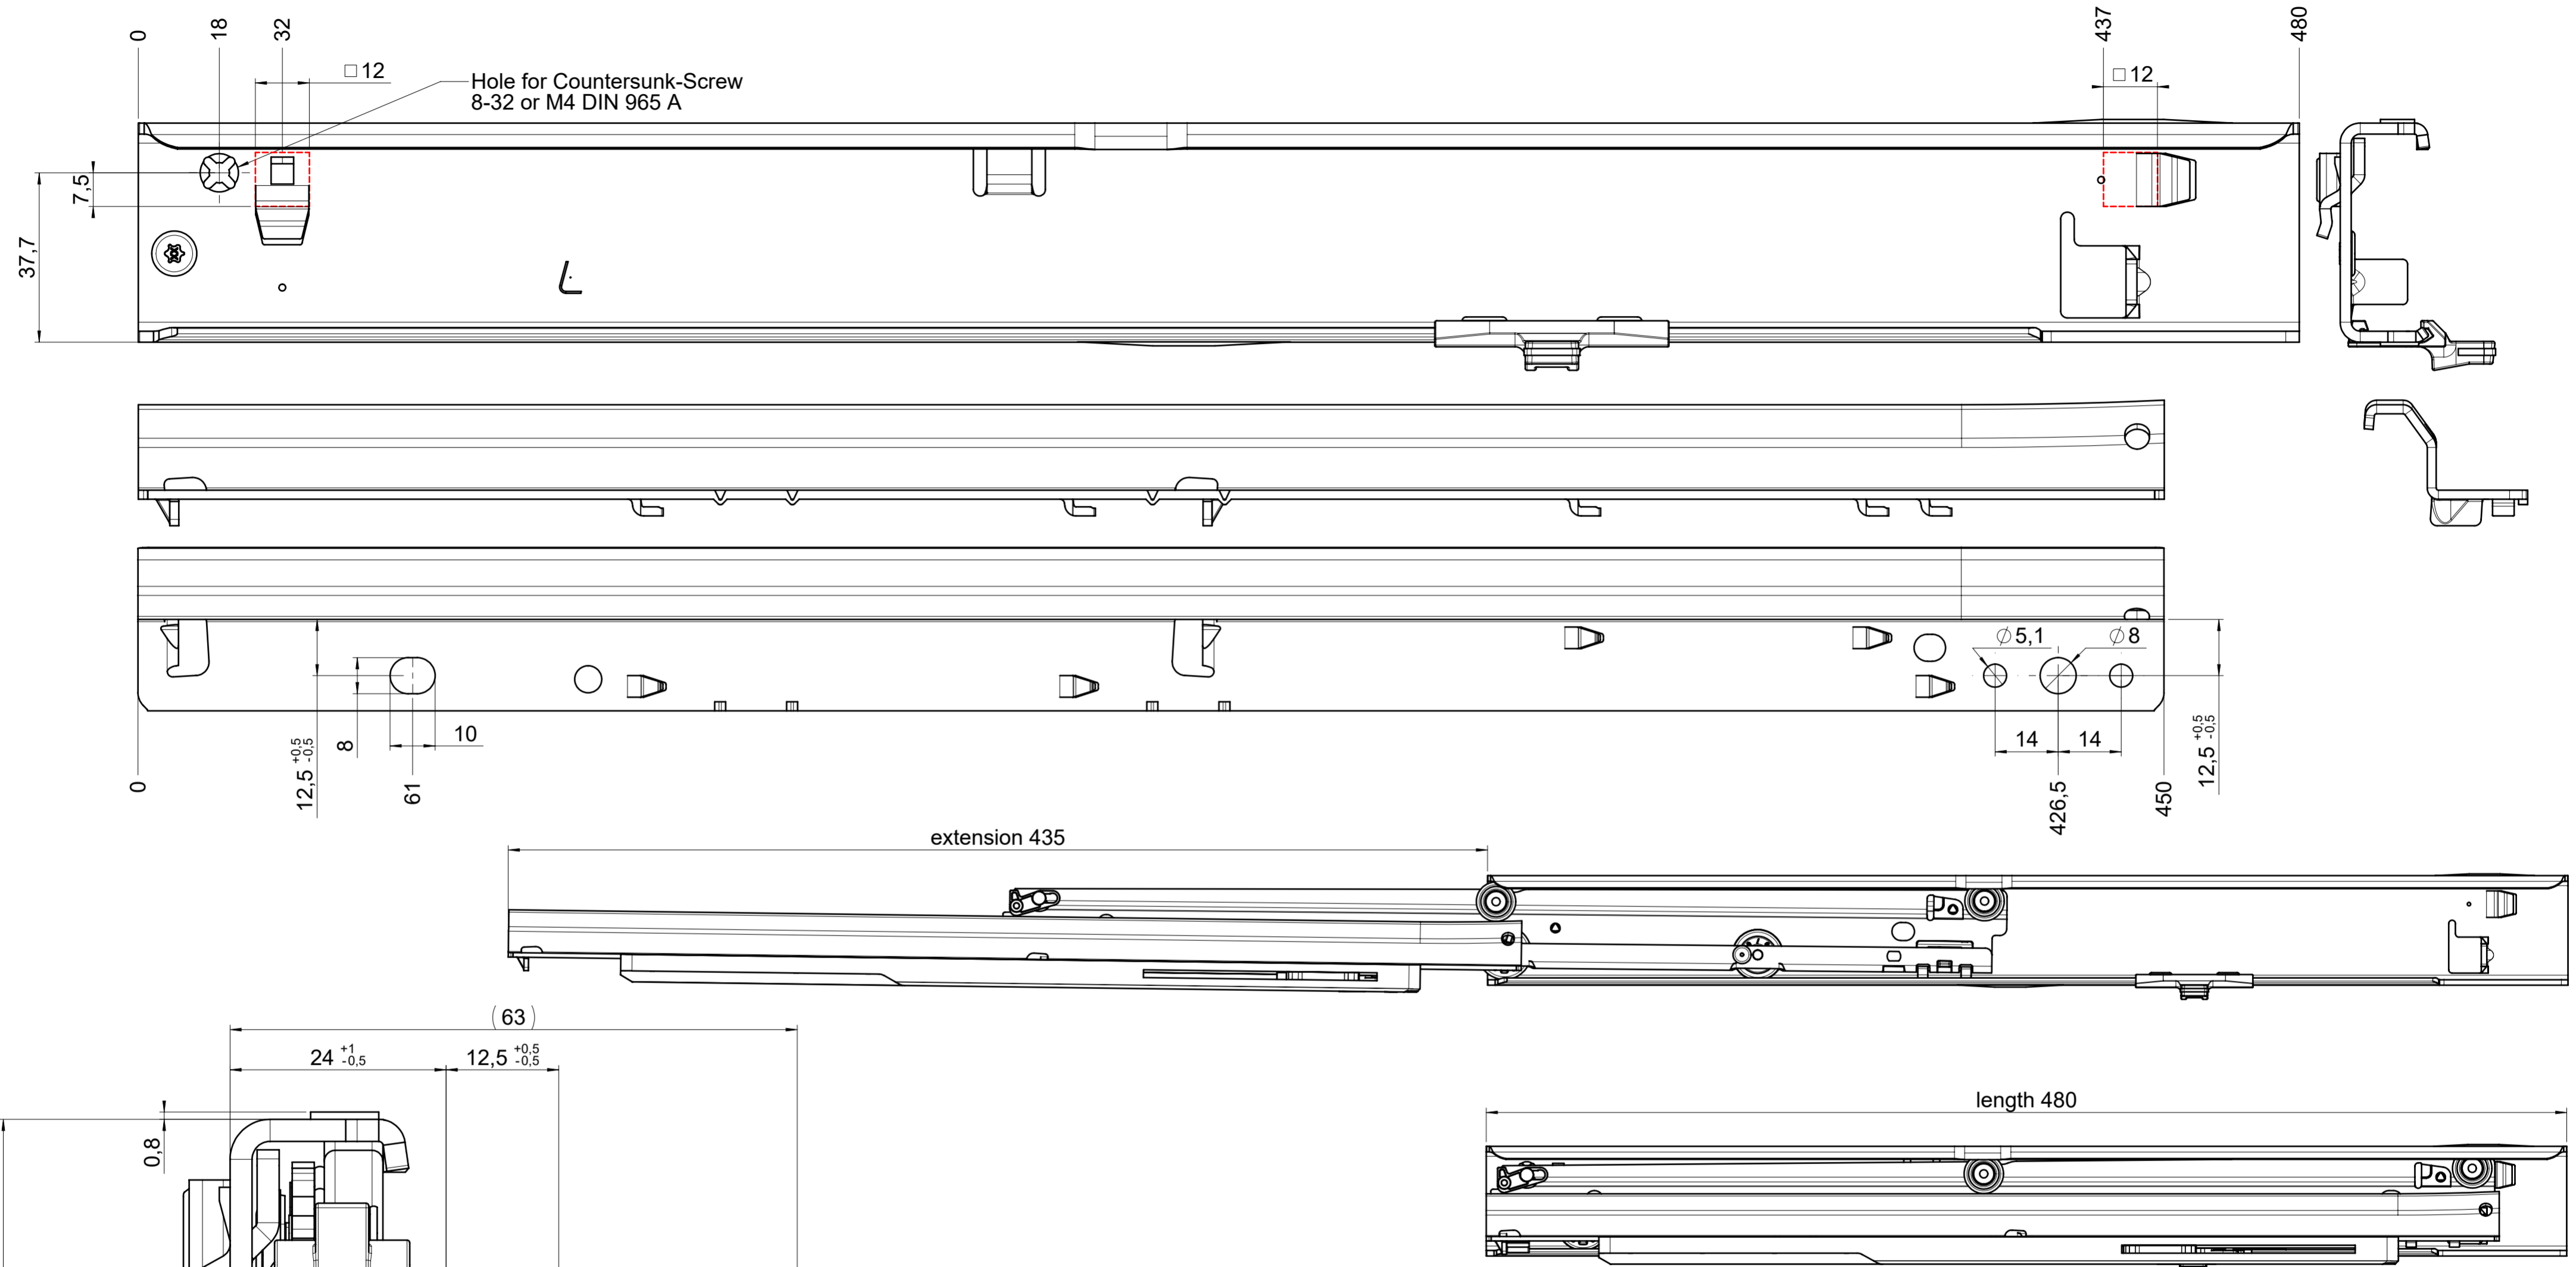 0
18
32
437
480
□12
□12
Hole for Countersunk-Screw
8-32 or M4 DIN 965 A
7,5
37,7
L
∅5,1
∅8
8
10
14
14
12,5 +0,5 -0,5
12,5 +0,5 -0,5
0
61
426,5
450
extension 435
(63)
24 +1 -0,5
12,5 +0,5 -0,5
length 480
0,8